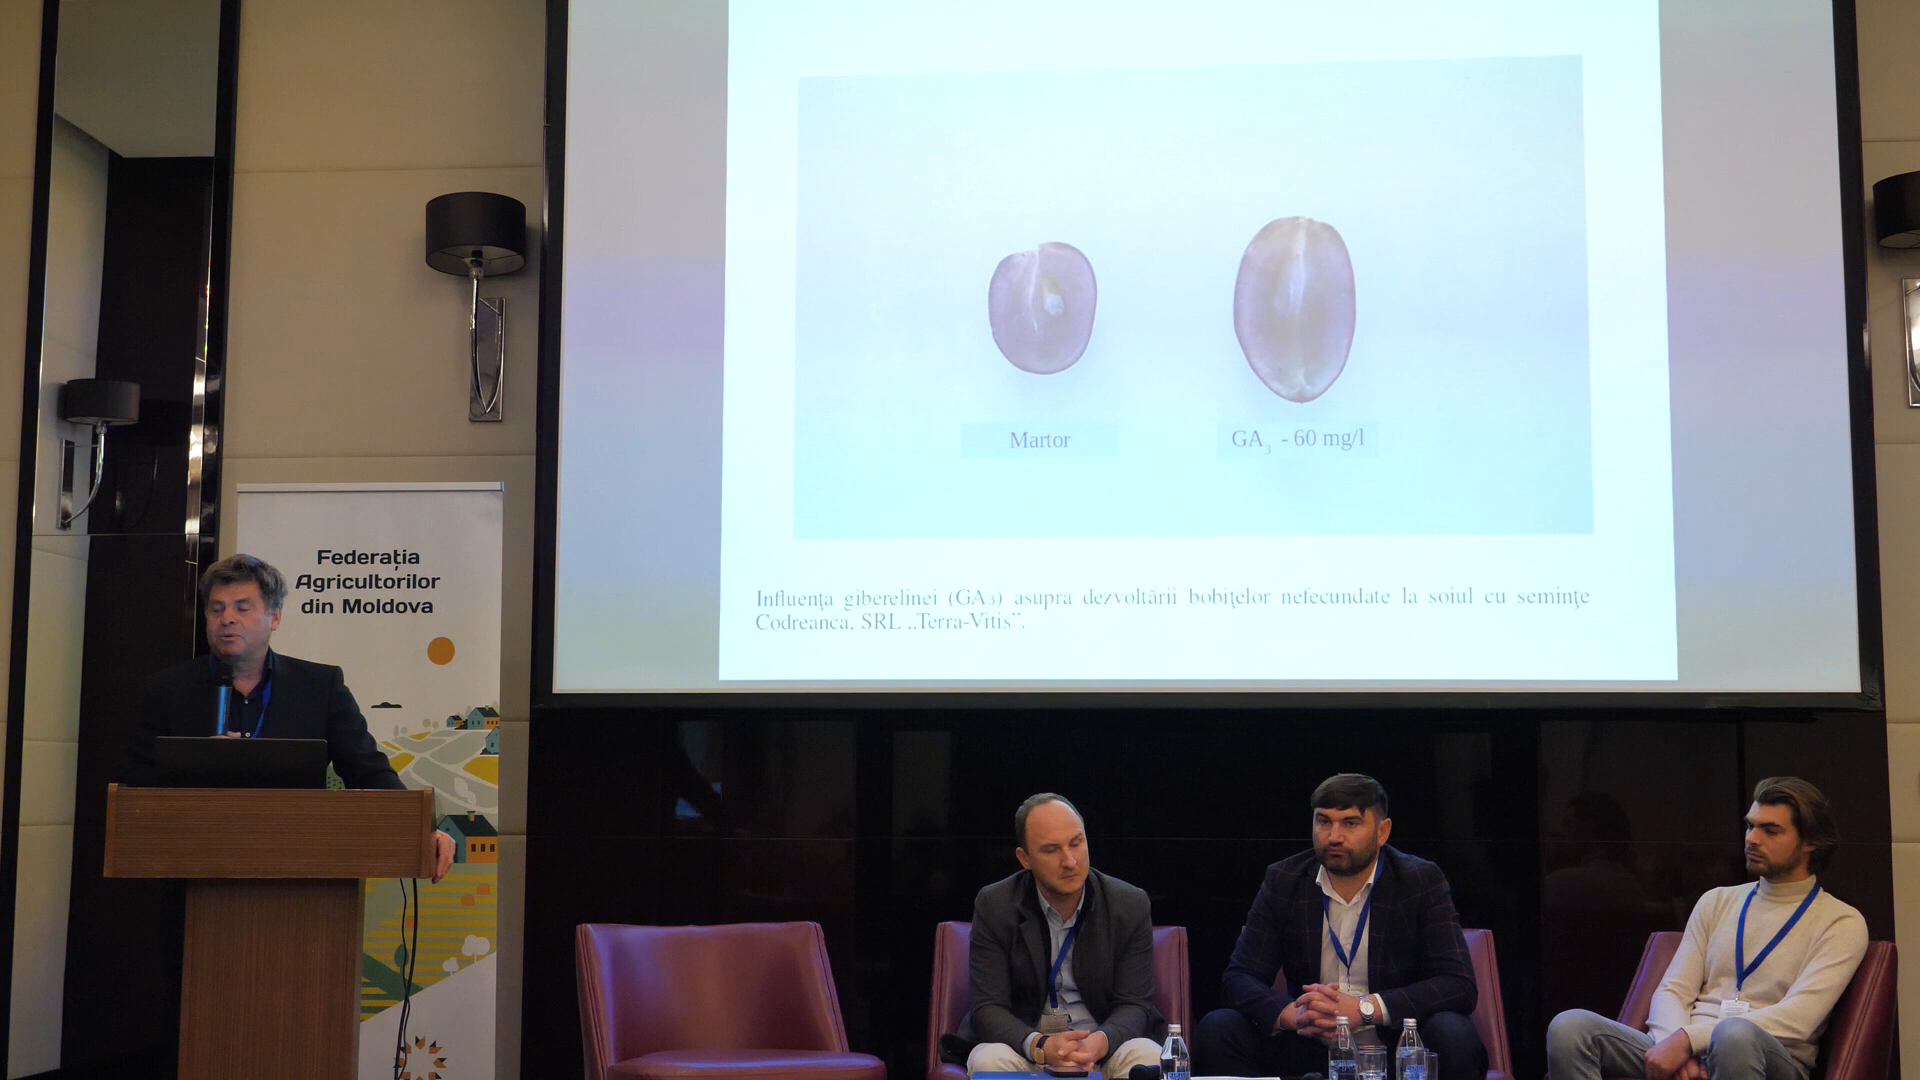 Martor
GA3 - 60 mg/l
Influenţa giberelinei (GA3) asupra dezvoltării bobiţelor nefecundate la soiul cu seminţe
Codreanca, SRL „Terra-Vitis”.
Federația
Agricultorilor
din Moldova